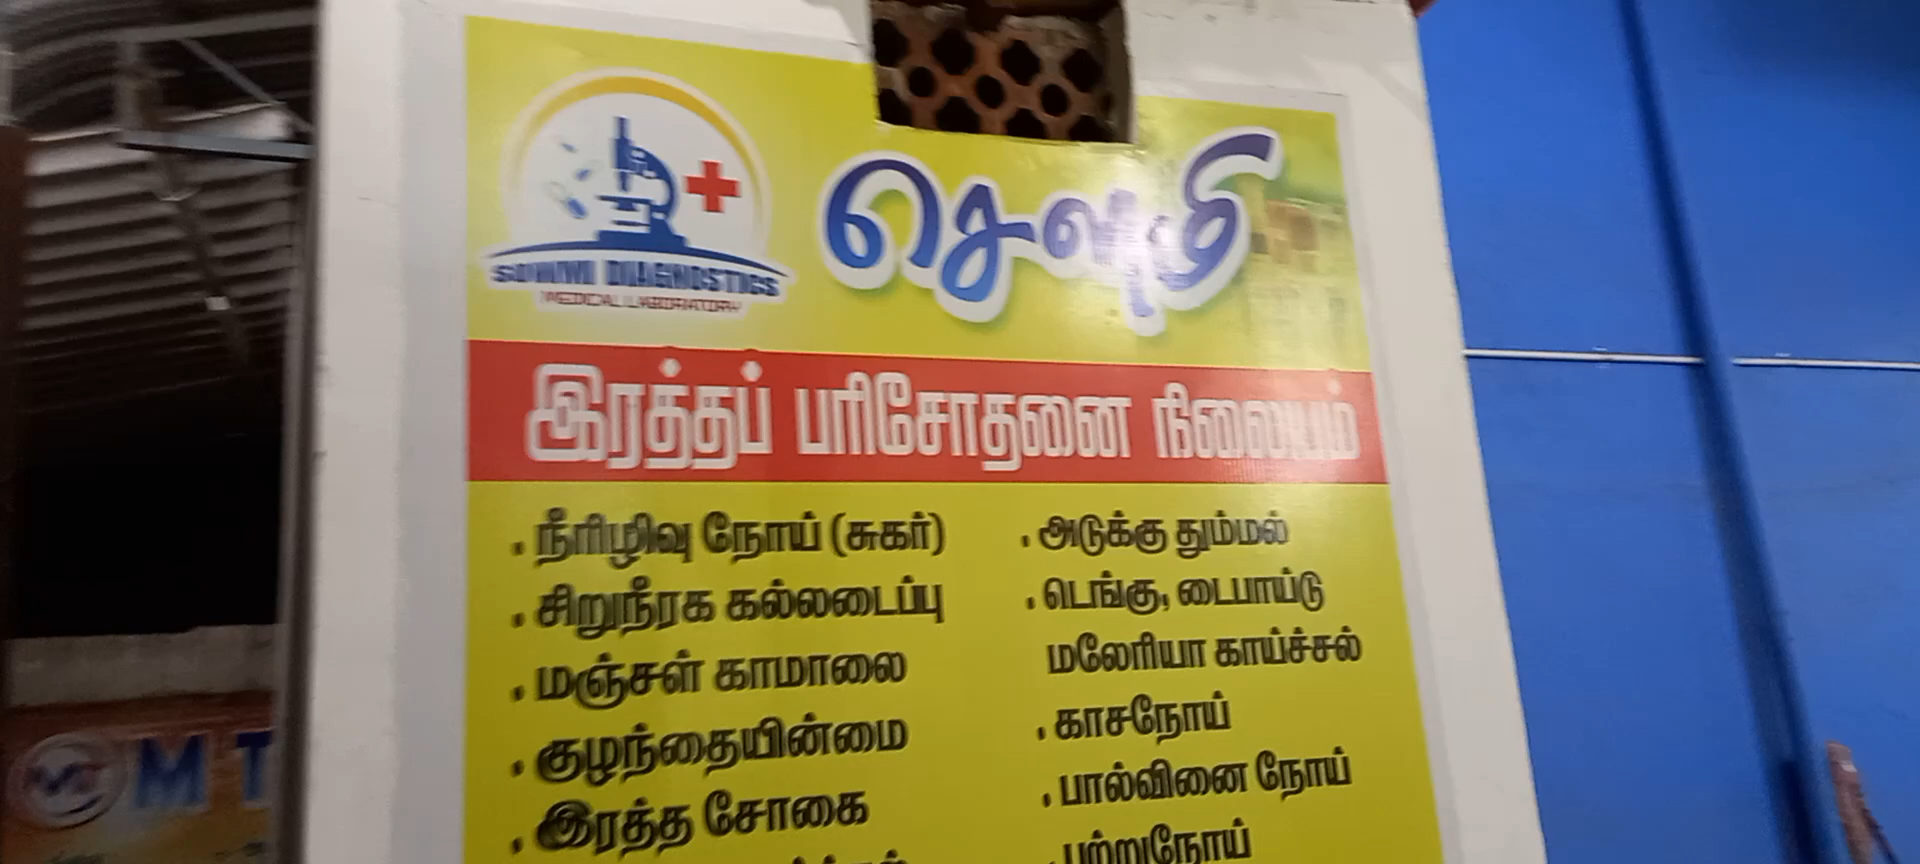 SOWMI DIAGNOSTICS
MEDICAL LABORATORY
சௌமி
இரத்தப் பரிசோதனை நிலையம்
. நீரிழிவு நோய் (சுகர்)
. சிறுநீரக கல்லடைப்பு
. மஞ்சள் காமாலை
. குழந்தையின்மை
. இரத்த சோகை
. அடுக்கு தும்மல்
. டெங்கு, டைபாய்டு
மலேரியா காய்ச்சல்
. காசநோய்
. பால்வினை நோய்
. புற்றுநோய்
M T